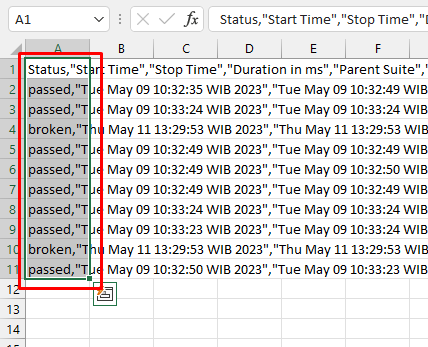 A1 fx Status,"Start Time","Stop Time","D
A B C D E F
1 Status,"Start Time","Stop Time","Duration in ms","Parent Suite","
2 passed,"Tue May 09 10:32:35 WIB 2023","Tue May 09 10:32:49 WIB
3 passed,"Tue May 09 10:33:24 WIB 2023","Tue May 09 10:33:24 WIB
4 broken,"Thu May 11 13:29:53 WIB 2023","Thu May 11 13:29:53 WIB
5 passed,"Tue May 09 10:32:49 WIB 2023","Tue May 09 10:32:49 WIB
6 passed,"Tue May 09 10:32:49 WIB 2023","Tue May 09 10:32:50 WIB
7 passed,"Tue May 09 10:32:49 WIB 2023","Tue May 09 10:32:49 WIB
8 passed,"Tue May 09 10:33:24 WIB 2023","Tue May 09 10:33:24 WIB
9 passed,"Tue May 09 10:33:23 WIB 2023","Tue May 09 10:33:24 WIB
10 broken,"Thu May 11 13:29:53 WIB 2023","Thu May 11 13:29:53 WIB
11 passed,"Tue May 09 10:32:50 WIB 2023","Tue May 09 10:33:23 WIB
12
13
14
15